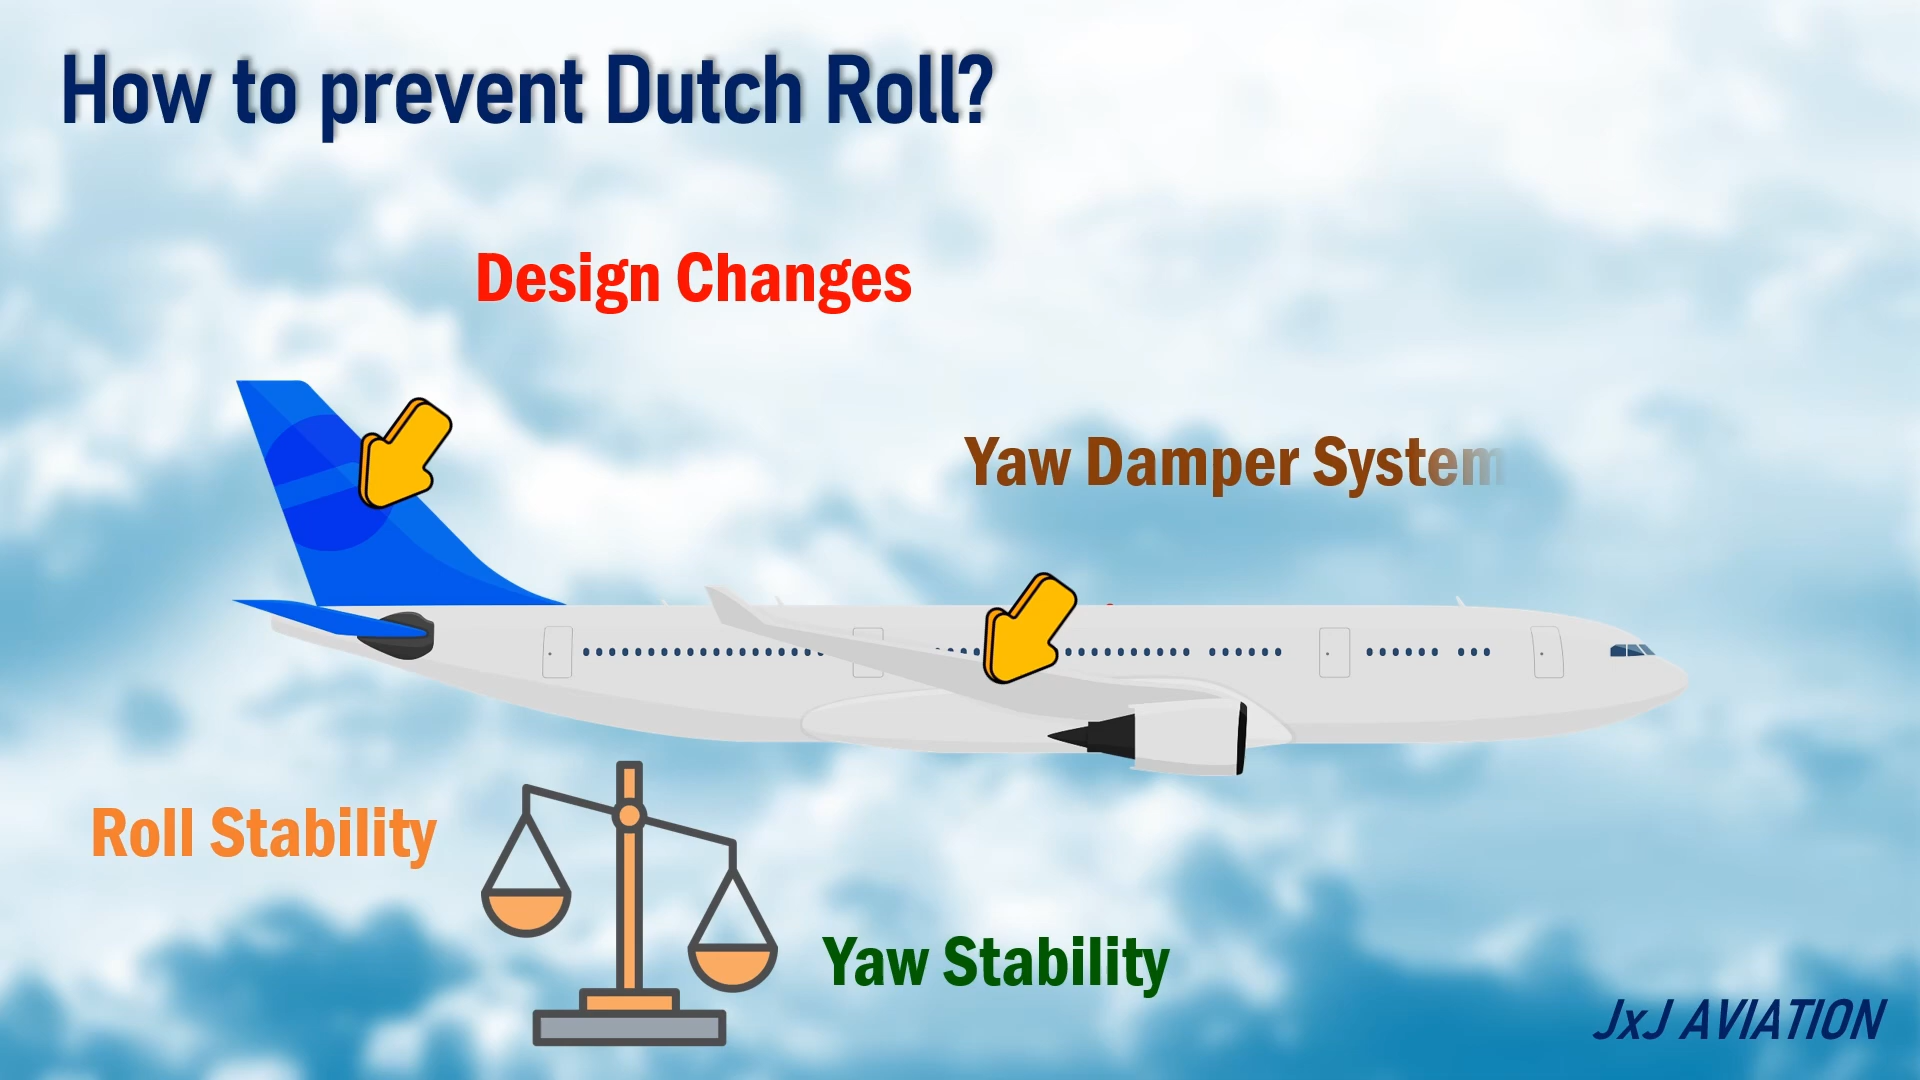 How to prevent Dutch Roll?
Design Changes
Yaw Damper System
Roll Stability
Yaw Stability
JxJ AVIATION